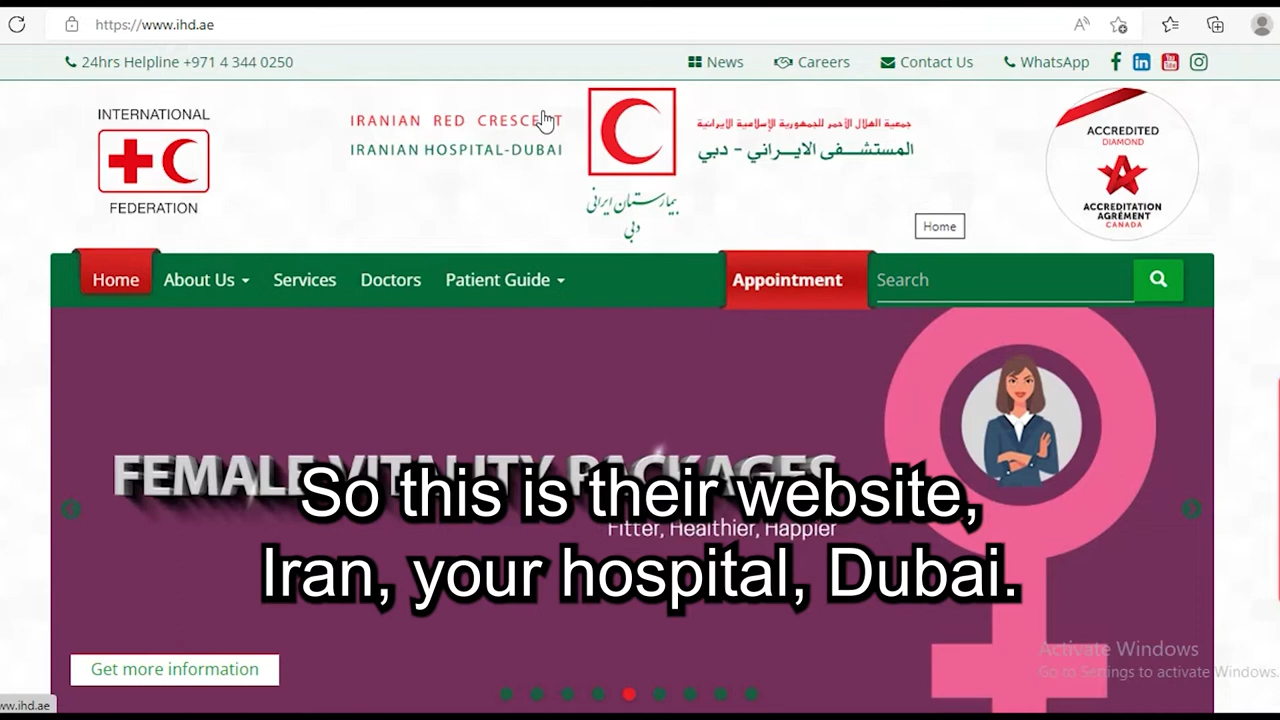 https://www.ihd.ae
24hrs Helpline +971 4 344 0250
News
Careers
Contact Us
WhatsApp
INTERNATIONAL
FEDERATION
IRANIAN RED CRESCENT
IRANIAN HOSPITAL-DUBAI
جمعية الهلال الأحمر للجمهورية الإسلامية الايرانية
المستشفى الايراني - دبي
بیمارستان ایرانی
دبی
ACCREDITED
DIAMOND
ACCREDITATION
AGRÉMENT
CANADA
Home
Home
About Us
Services
Doctors
Patient Guide
Appointment
Search
FEMALE VITALITY PACKAGES
Fitter, Healthier, Happier
So this is their website,
Iran, your hospital, Dubai.
Get more information
Activate Windows
Go to Settings to activate Windows.
ww.ihd.ae